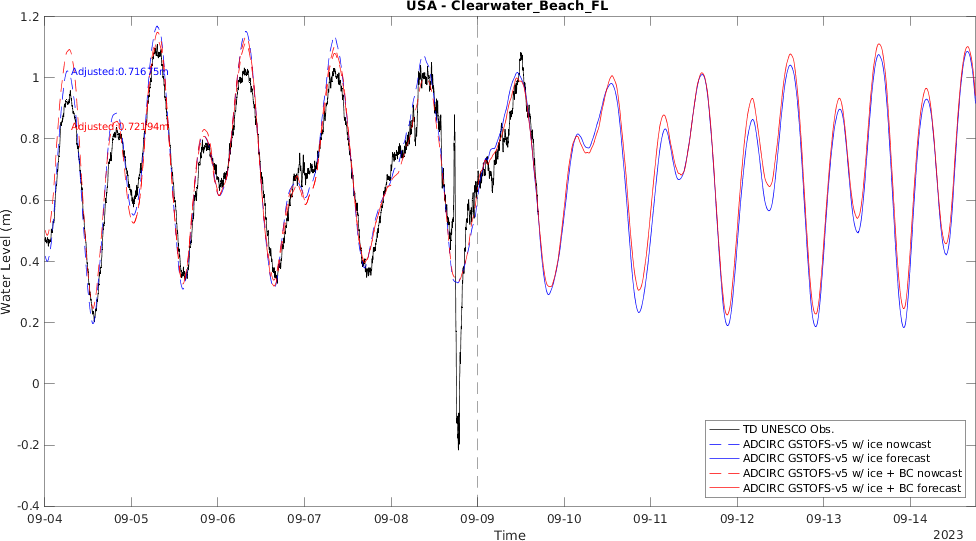 USA - Clearwater_Beach_FL
1.2
1
0.8
0.6
0.4
0.2
0
-0.2
-0.4
Water Level (m)
Adjusted:0.71675m
Adjusted:0.72194m
TD UNESCO Obs.
ADCIRC GSTOFS-v5 w/ ice nowcast
ADCIRC GSTOFS-v5 w/ ice forecast
ADCIRC GSTOFS-v5 w/ ice + BC nowcast
ADCIRC GSTOFS-v5 w/ ice + BC forecast
09-04 09-05 09-06 09-07 09-08 09-09 09-10 09-11 09-12 09-13 09-14
Time
2023